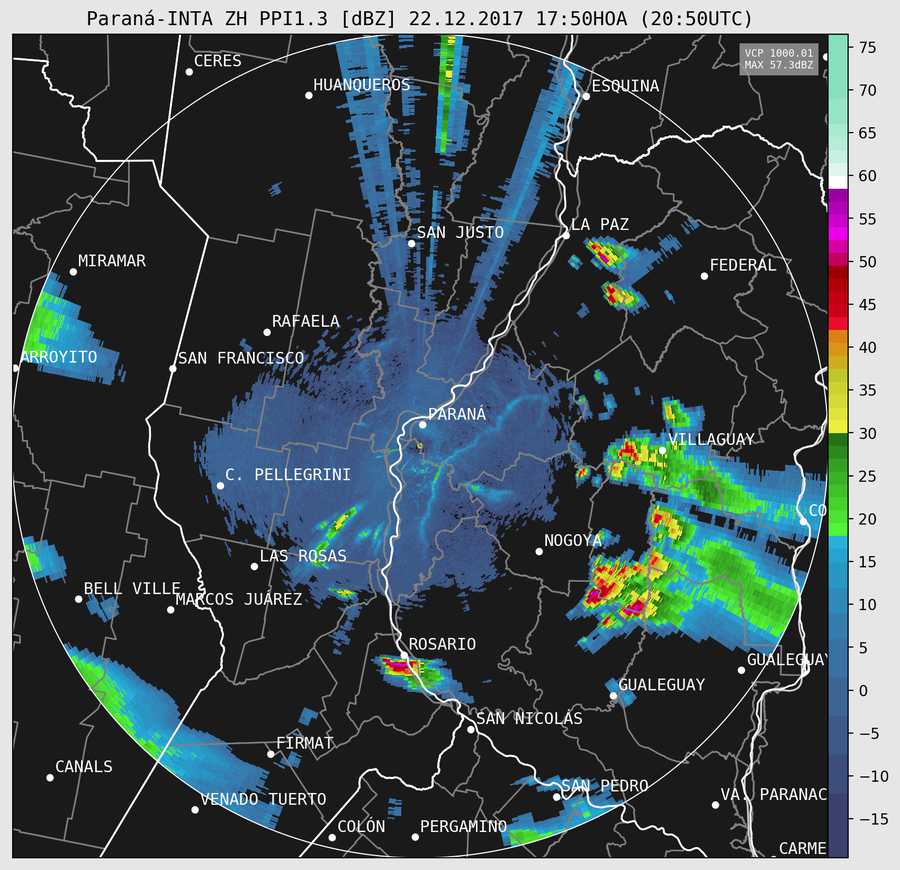 Paraná-INTA ZH PPI1.3 [dBZ] 22.12.2017 17:50HOA (20:50UTC)
VCP 1000.01
MAX 57.3dBZ
CERES
HUANQUEROS
ESQUINA
SAN JUSTO
LA PAZ
MIRAMAR
FEDERAL
RAFAELA
ARROYITO
SAN FRANCISCO
PARANÁ
VILLAGUAY
C. PELLEGRINI
CO
NOGOYA
LAS ROSAS
BELL VILLE
MARCOS JUÁREZ
ROSARIO
GUALEGUAY
GUALEGUAY
SAN NICOLÁS
FIRMAT
CANALS
SAN PEDRO
VENADO TUERTO
VA. PARANAC
COLÓN
PERGAMINO
CARME
75
70
65
60
55
50
45
40
35
30
25
20
15
10
5
0
−5
−10
−15